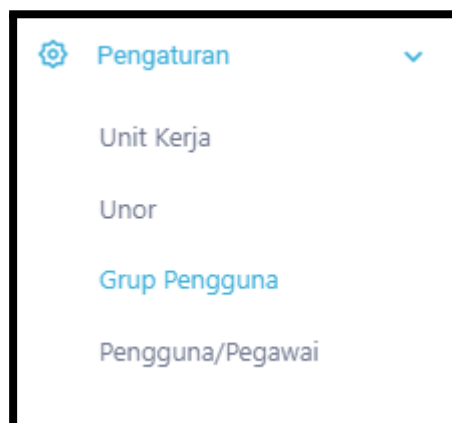 Pengaturan
Unit Kerja
Unor
Grup Pengguna
Pengguna/Pegawai